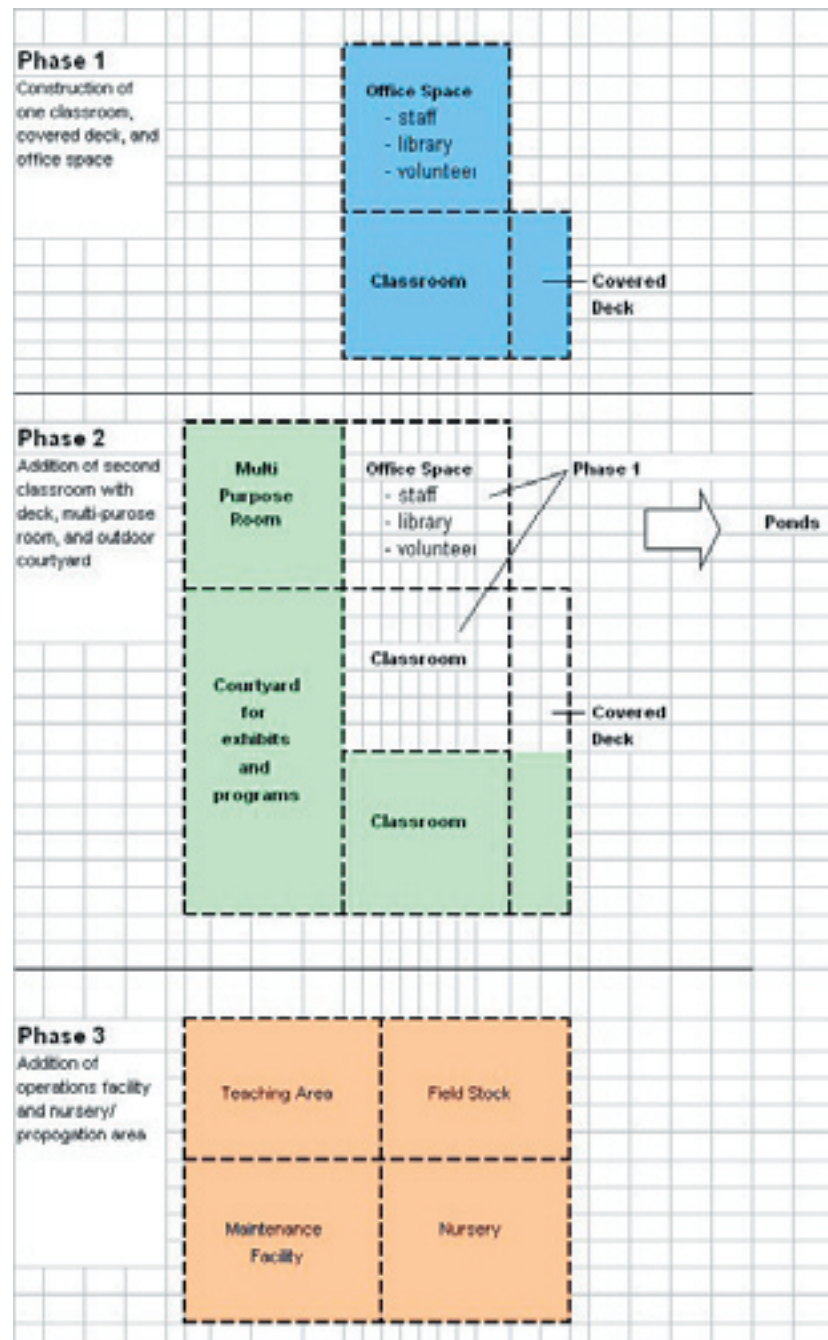 Phase 1
Construction of
one classroom,
covered deck, and
office space
Office Space
- staff
- library
- volunteer
Classroom
Covered
Deck
Phase 2
Addition of second
classroom with
deck, multi-purose
room, and outdoor
courtyard
Multi
Purpose
Room
Office Space
- staff
- library
- volunteer
Phase 1
Ponds
Classroom
Courtyard
for
exhibits
and
programs
Covered
Deck
Classroom
Phase 3
Addition of
operations facility
and nursery/
propogation area
Teaching Area
Field Stock
Maintenance
Facility
Nursery